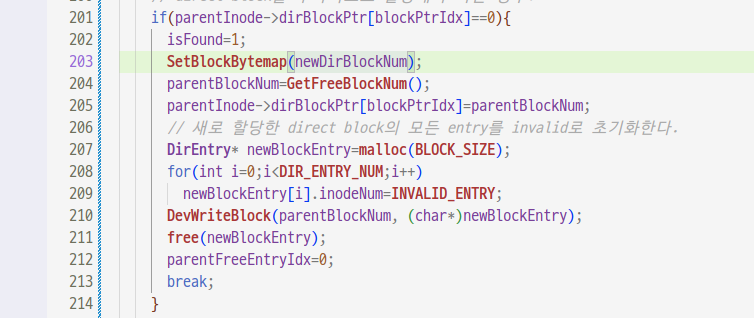 201 if(parentInode->dirBlockPtr[blockPtrIdx]==0){
202 isFound=1;
203 SetBlockBytemap(newDirBlockNum);
204 parentBlockNum=GetFreeBlockNum();
205 parentInode->dirBlockPtr[blockPtrIdx]=parentBlockNum;
206 // 새로 할당한 direct block의 모든 entry를 invalid로 초기화한다.
207 DirEntry* newBlockEntry=malloc(BLOCK_SIZE);
208 for(int i=0;i<DIR_ENTRY_NUM;i++)
209 newBlockEntry[i].inodeNum=INVALID_ENTRY;
210 DevWriteBlock(parentBlockNum, (char*)newBlockEntry);
211 free(newBlockEntry);
212 parentFreeEntryIdx=0;
213 break;
214 }